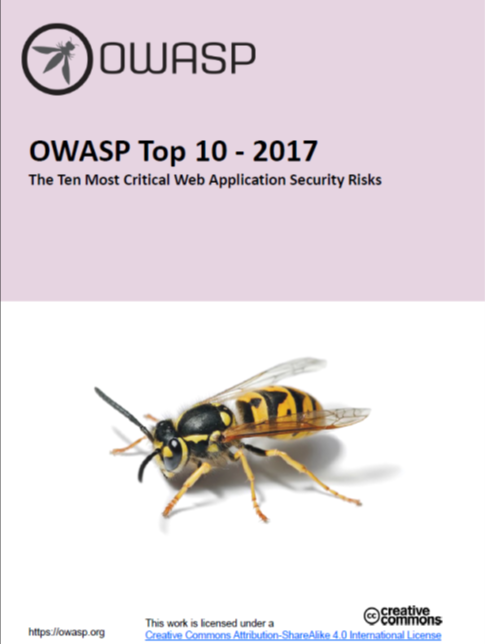 OWASP
OWASP Top 10 - 2017
The Ten Most Critical Web Application Security Risks
https://owasp.org
This work is licensed under a
Creative Commons Attribution-ShareAlike 4.0 International License
cc creative commons